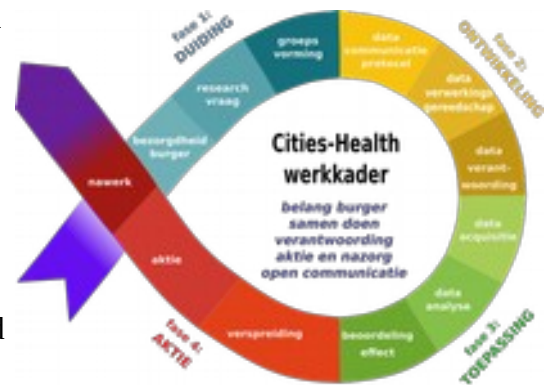 fase 1:
DUIDING
bezorgdheid
burger
research
vraag
groeps
vorming
fase 2:
ONTWIKKELING
data
communicatie
protocol
data
verwerkings
gereedschap
data
verant-
woording
fase 3:
TOEPASSING
data
acquisitie
data
analyse
beoordeling
effect
fase 4:
AKTIE
verspreiding
aktie
nawerk
Cities-Health
werkkader
belang burger
samen doen
verantwoording
aktie en nazorg
open communicatie